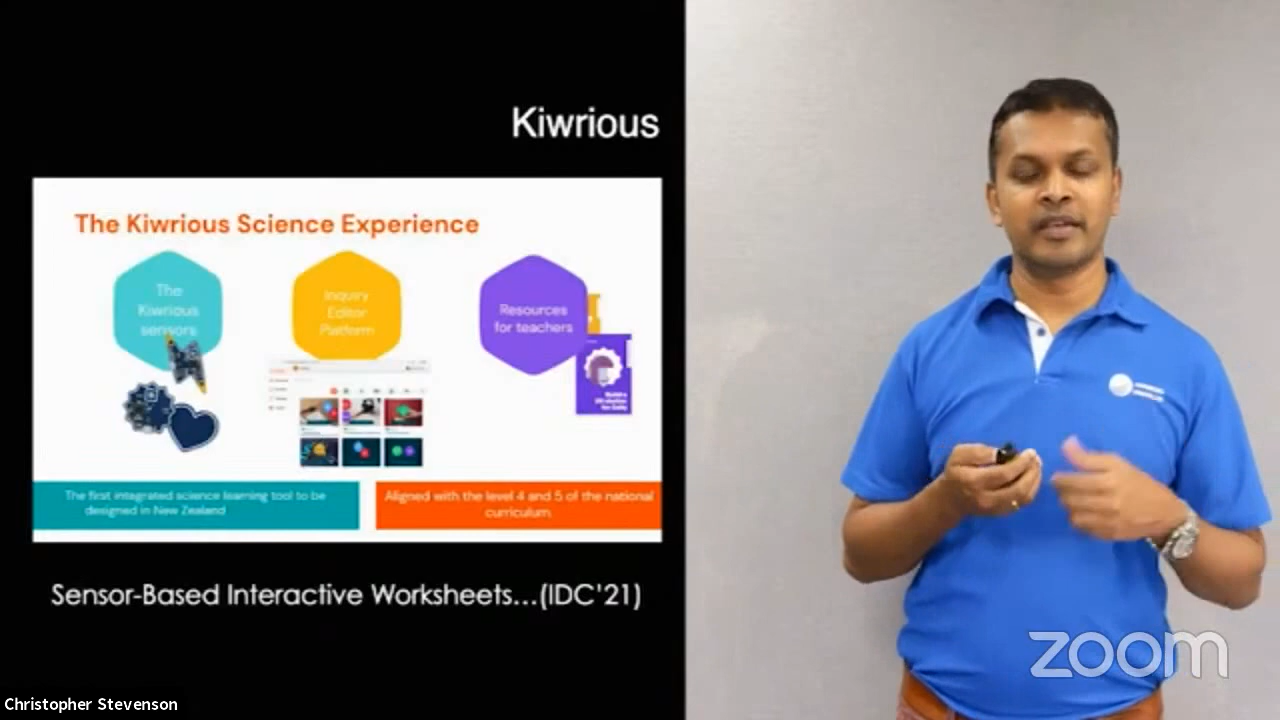 Kiwrious
The Kiwrious Science Experience
The
Kiwrious
sensors
Inquiry
Editor
Platform
Resources
for teachers
The first integrated science learning tool to be
designed in New Zealand
Aligned with the level 4 and 5 of the national
curriculum.
Sensor-Based Interactive Worksheets...(IDC'21)
zoom
Christopher Stevenson